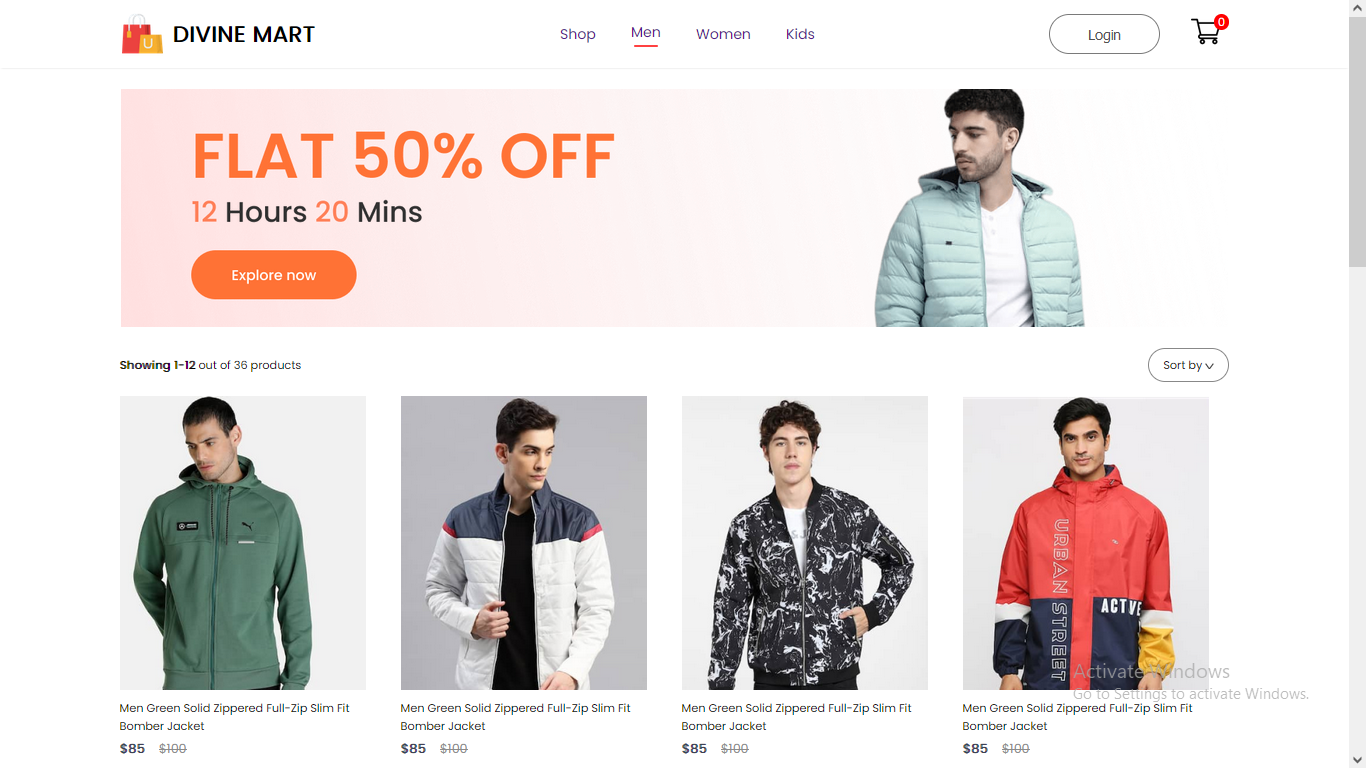 DIVINE MART
Shop
Men
Women
Kids
Login
0
U
FLAT 50% OFF
12 Hours 20 Mins
Explore now
Showing 1-12 out of 36 products
Sort by
URBAN STREET
ACTIVE
Men Green Solid Zippered Full-Zip Slim Fit
Bomber Jacket
$85 $100
Men Green Solid Zippered Full-Zip Slim Fit
Bomber Jacket
$85 $100
Men Green Solid Zippered Full-Zip Slim Fit
Bomber Jacket
$85 $100
Men Green Solid Zippered Full-Zip Slim Fit
Bomber Jacket
$85 $100
Activate Windows
Go to Settings to activate Windows.